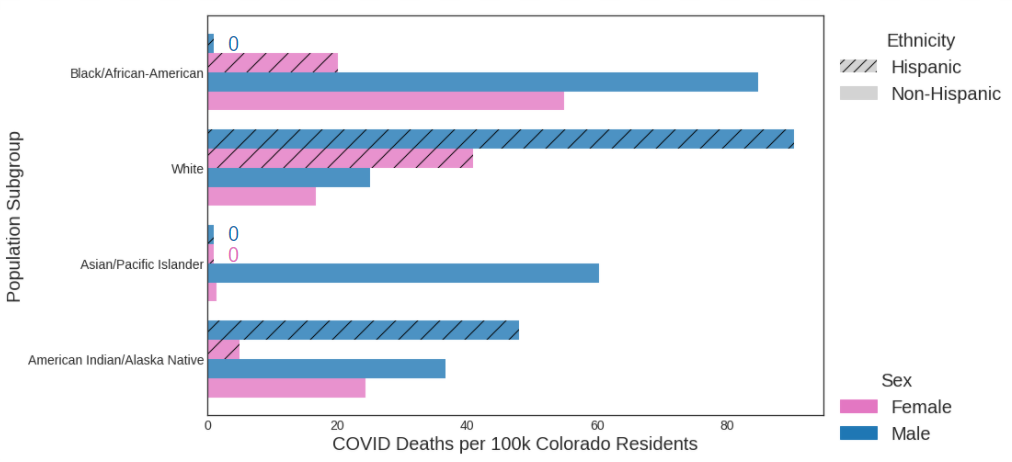 Ethnicity
Hispanic
Non-Hispanic
0
Black/African-American
White
0
0
Asian/Pacific Islander
American Indian/Alaska Native
Population Subgroup
0 20 40 60 80
COVID Deaths per 100k Colorado Residents
Sex
Female
Male